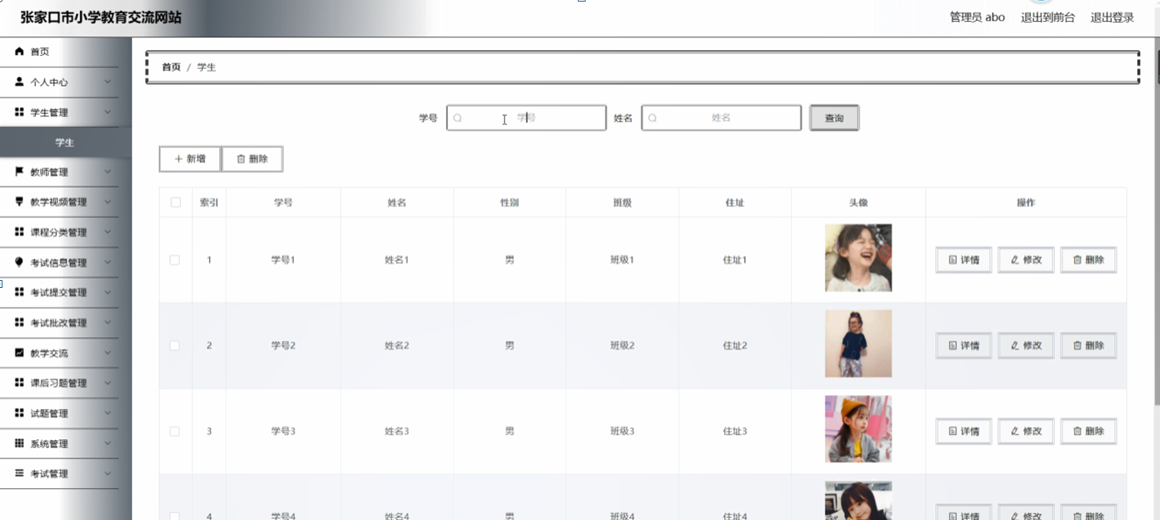 张家口市小学教育交流网站
管理员 abo 退出到前台 退出登录
首页
个人中心
学生管理
学生
教师管理
教学视频管理
课程分类管理
考试信息管理
考试提交管理
考试批改管理
教学交流
课后习题管理
试题管理
系统管理
考试管理
首页 / 学生
学号 学号 姓名 姓名 查询
新增 删除
索引 学号 姓名 性别 班级 住址 头像 操作
1 学号1 姓名1 男 班级1 住址1 详情 修改 删除
2 学号2 姓名2 男 班级2 住址2 详情 修改 删除
3 学号3 姓名3 男 班级3 住址3 详情 修改 删除
4 学号4 姓名4 男 班级4 住址4 详情 修改 删除